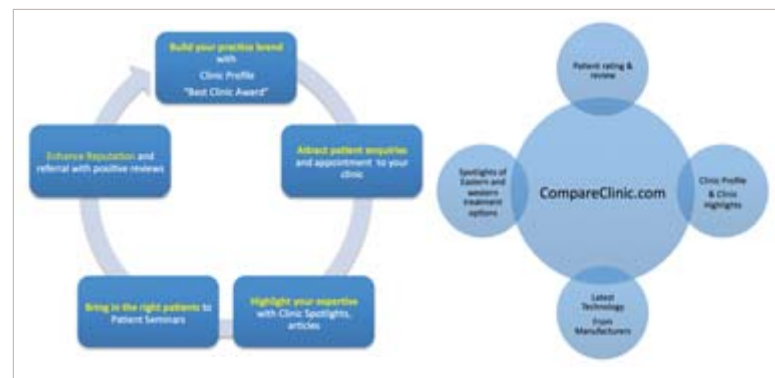 Build your practice brend
with
Clinic Profile
"Best Clinic Award"
Attract patient enquiries
and appointment to your
clinic
Highlight your expertise
with Clinic Spotlights,
articles
Bring in the right patients to
Patient Seminars
Enhance Reputation and
referral with positive reviews
Patient rating &
review
Spotlights of
Eastern and
western
treatment
options
CompareClinic.com
Clinic Profile
& Clinic
Highlights
Latest
Technology
From
Manufacturers